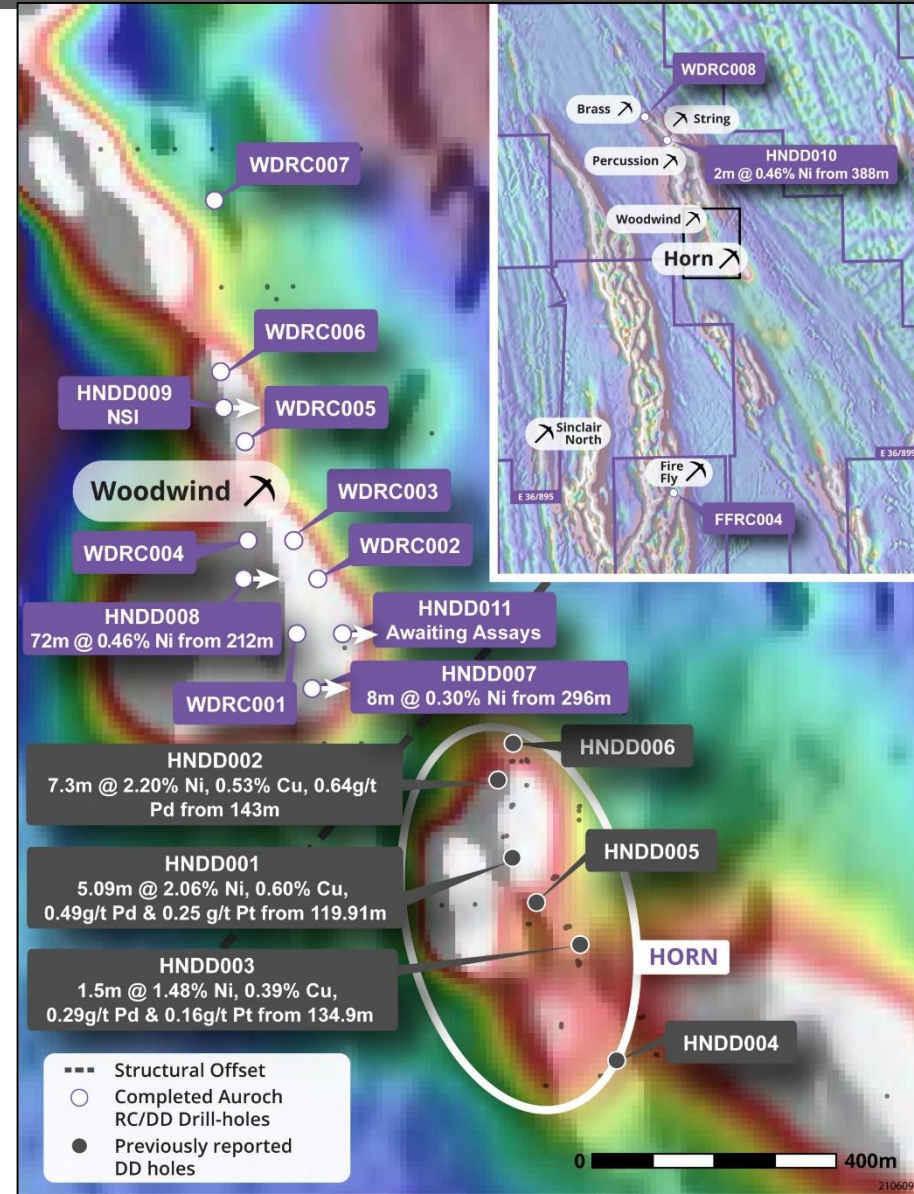 WDRC007
WDRC006
HNDD009
NSI
WDRC005
Woodwind
WDRC003
WDRC004
WDRC002
HNDD008
72m @ 0.46% Ni from 212m
HNDD011
Awaiting Assays
WDRC001
HNDD007
8m @ 0.30% Ni from 296m
HNDD002
7.3m @ 2.20% Ni, 0.53% Cu, 0.64g/t
Pd from 143m
HNDD006
HNDD001
5.09m @ 2.06% Ni, 0.60% Cu,
0.49g/t Pd & 0.25 g/t Pt from 119.91m
HNDD005
HNDD003
1.5m @ 1.48% Ni, 0.39% Cu,
0.29g/t Pd & 0.16g/t Pt from 134.9m
HORN
HNDD004
Structural Offset
Completed Auroch
RC/DD Drill-holes
Previously reported
DD holes
0 400m
210609
WDRC008
Brass
String
Percussion
HNDD010
2m @ 0.46% Ni from 388m
Woodwind
Horn
Sinclair
North
Fire
Fly
E 36/895
E 36/895
FFRC004